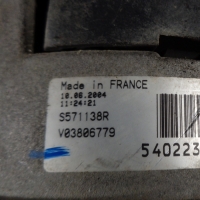 Made in FRANCE
10.06.2004
11:24:21
S571138R
V03806779
540223